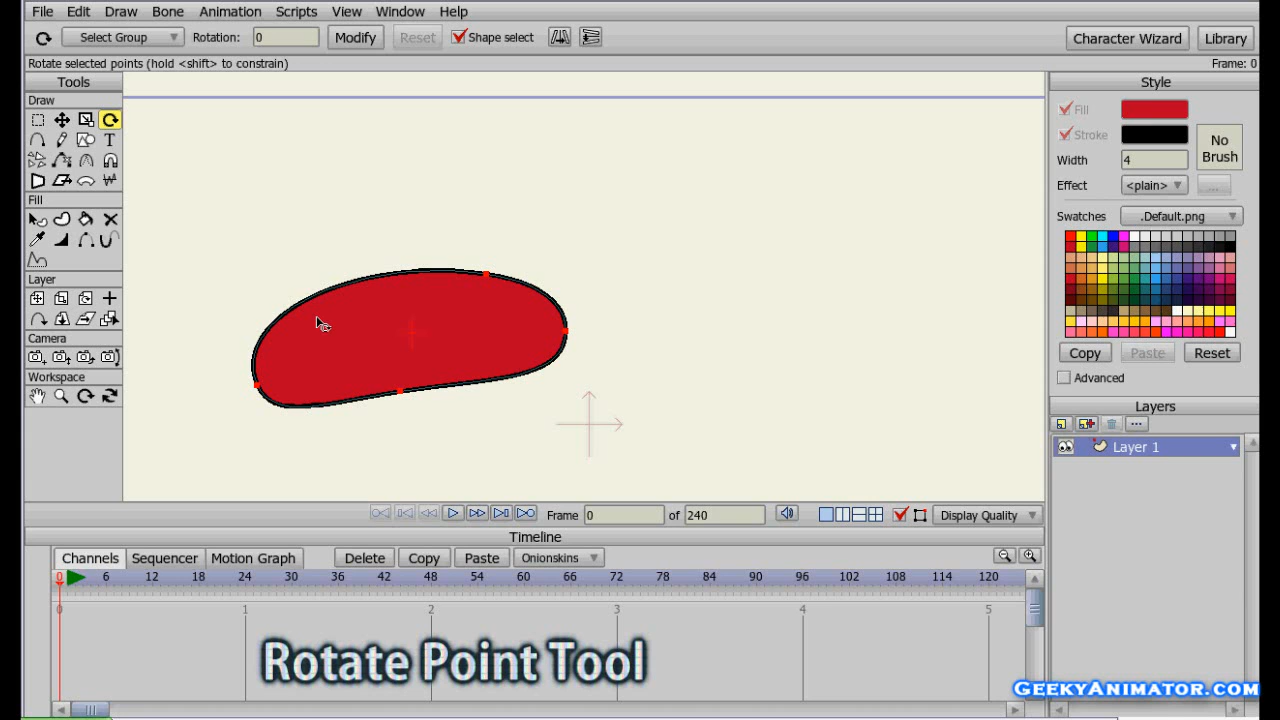 File Edit Draw Bone Animation Scripts View Window Help
Select Group Rotation: 0 Modify Reset Shape select Character Wizard Library
Rotate selected points (hold <shift> to constrain) Frame: 0
Tools
Draw
T
Fill
Layer
Camera
Workspace
Style
Fill
Stroke
No
Brush
Width 4
Effect <plain> ...
Swatches .Default.png
Copy Paste Reset
Advanced
Layers
Layer 1
Frame 0 of 240 Display Quality
Timeline
Channels Sequencer Motion Graph Delete Copy Paste Onionskins
0 6 12 18 24 30 36 42 48 54 60 66 72 78 84 90 96 102 108 114 120
0 1 2 3 4 5
Rotate Point Tool
GeekyAnimator.com